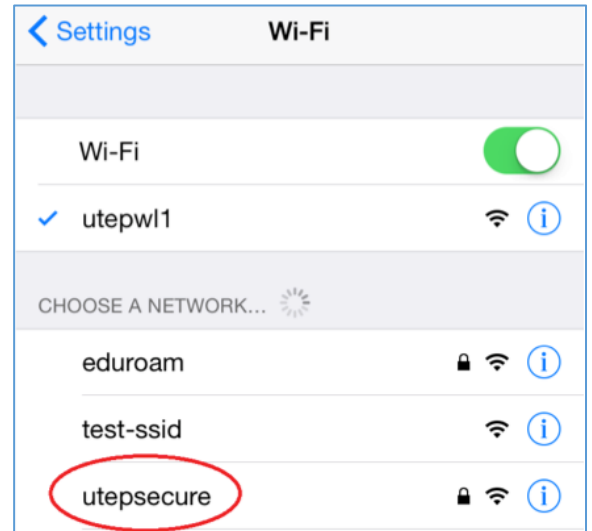 Settings Wi-Fi
Wi-Fi
utepwl1
CHOOSE A NETWORK...
eduroam
test-ssid
utepsecure